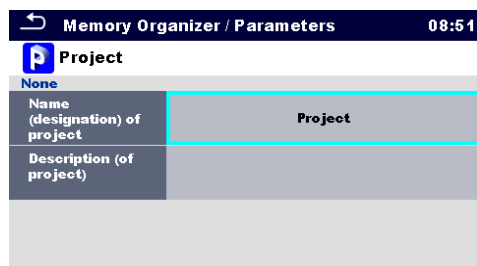 Memory Organizer / Parameters 08:51
Project
None
Name
(designation) of
project
Project
Description (of
project)